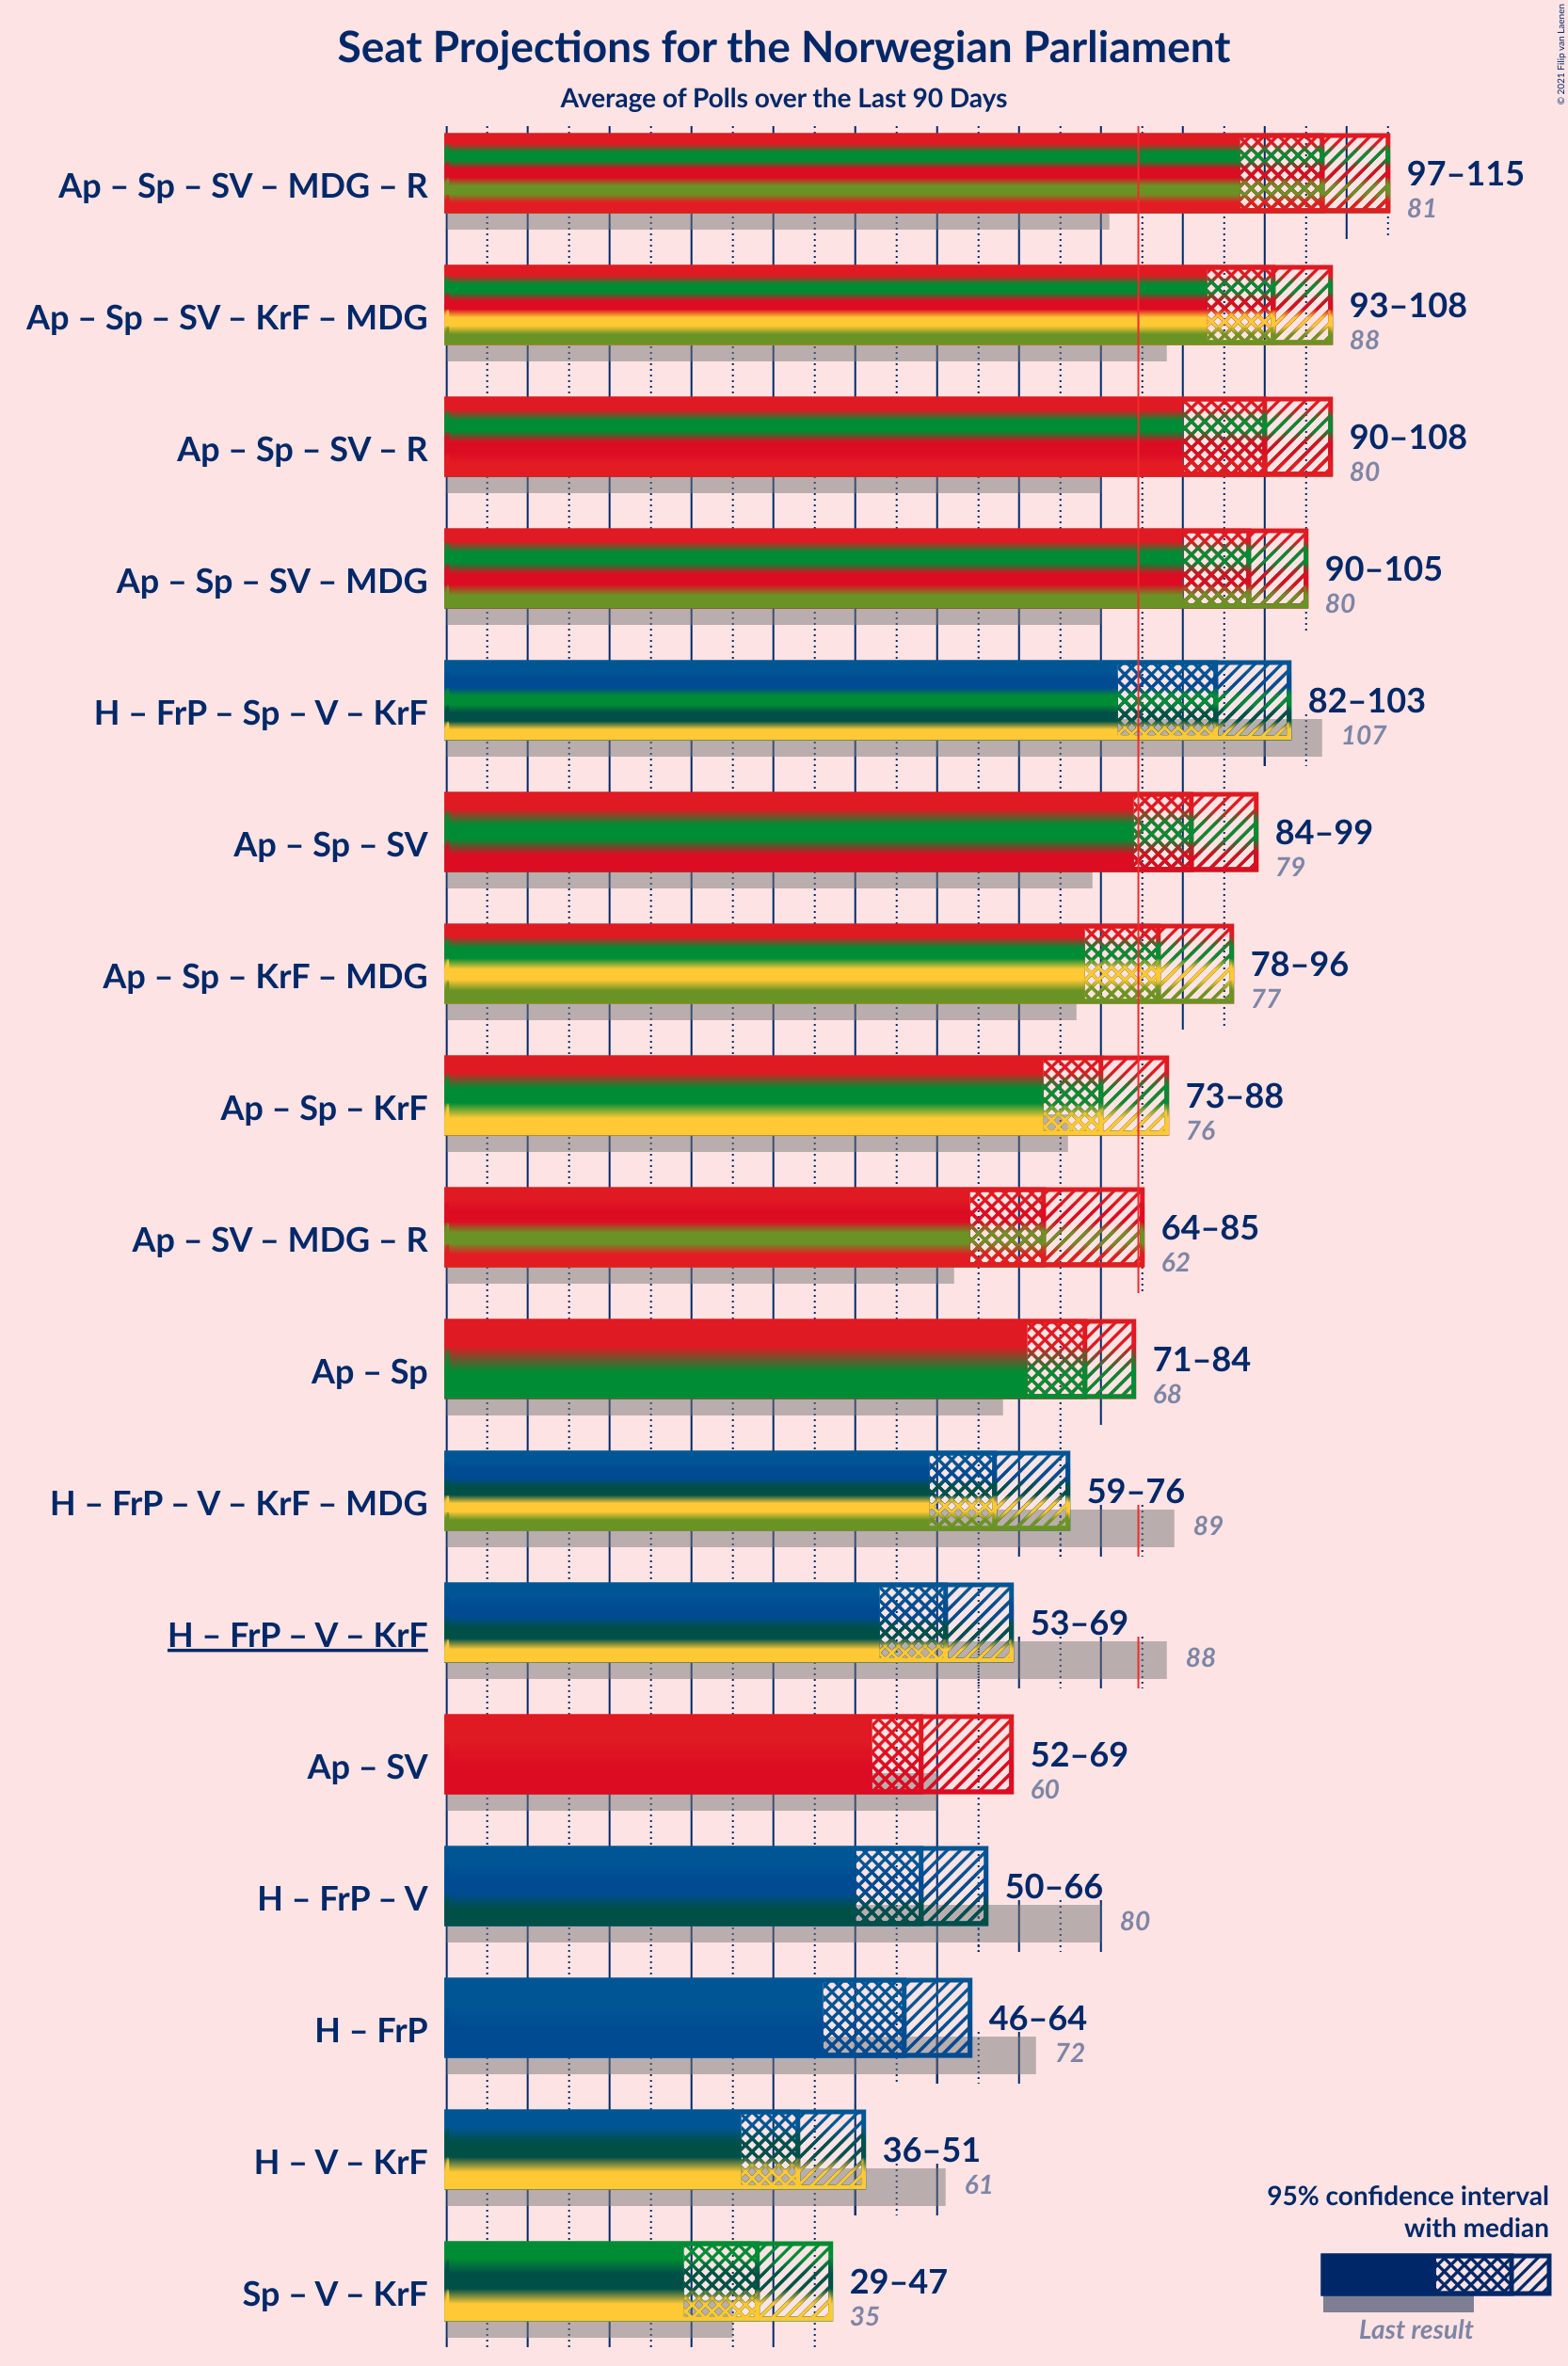 © 2021 Filip van Laenen
Seat Projections for the Norwegian Parliament
Average of Polls over the Last 90 Days
Ap – Sp – SV – MDG – R
97–115
81
Ap – Sp – SV – KrF – MDG
93–108
88
Ap – Sp – SV – R
90–108
80
Ap – Sp – SV – MDG
90–105
80
H – FrP – Sp – V – KrF
82–103
107
Ap – Sp – SV
84–99
79
Ap – Sp – KrF – MDG
78–96
77
Ap – Sp – KrF
73–88
76
Ap – SV – MDG – R
64–85
62
Ap – Sp
71–84
68
H – FrP – V – KrF – MDG
59–76
89
H – FrP – V – KrF
53–69
88
Ap – SV
52–69
60
H – FrP – V
50–66
80
H – FrP
46–64
72
H – V – KrF
36–51
61
Sp – V – KrF
29–47
35
95% confidence interval
with median
Last result